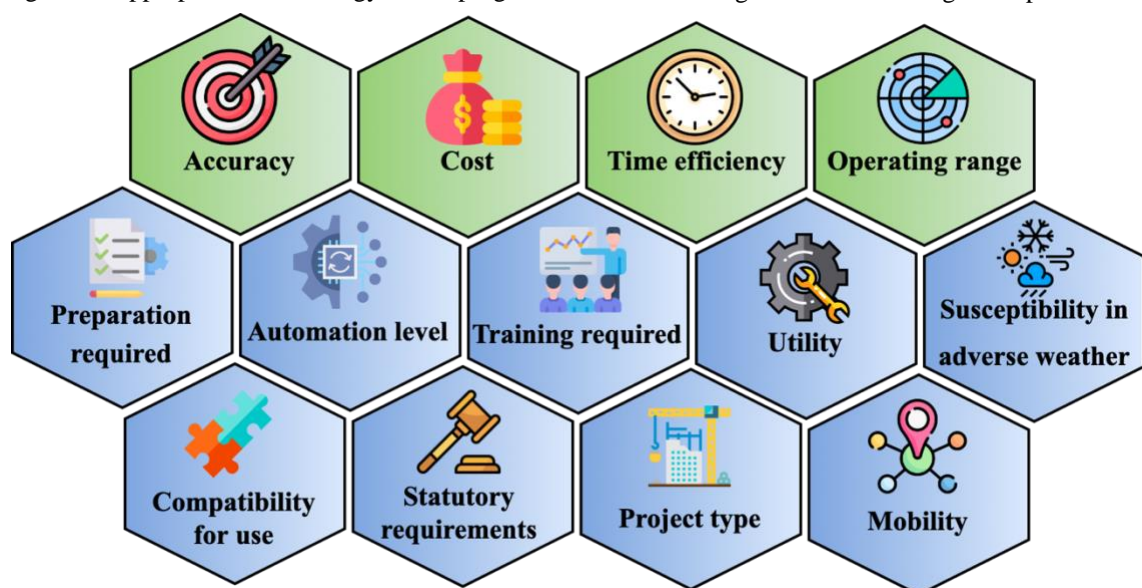 Accuracy
Cost
Time efficiency
Operating range
Preparation
required
Automation level
Training required
Utility
Susceptibility in
adverse weather
Compatibility
for use
Statutory
requirements
Project type
Mobility